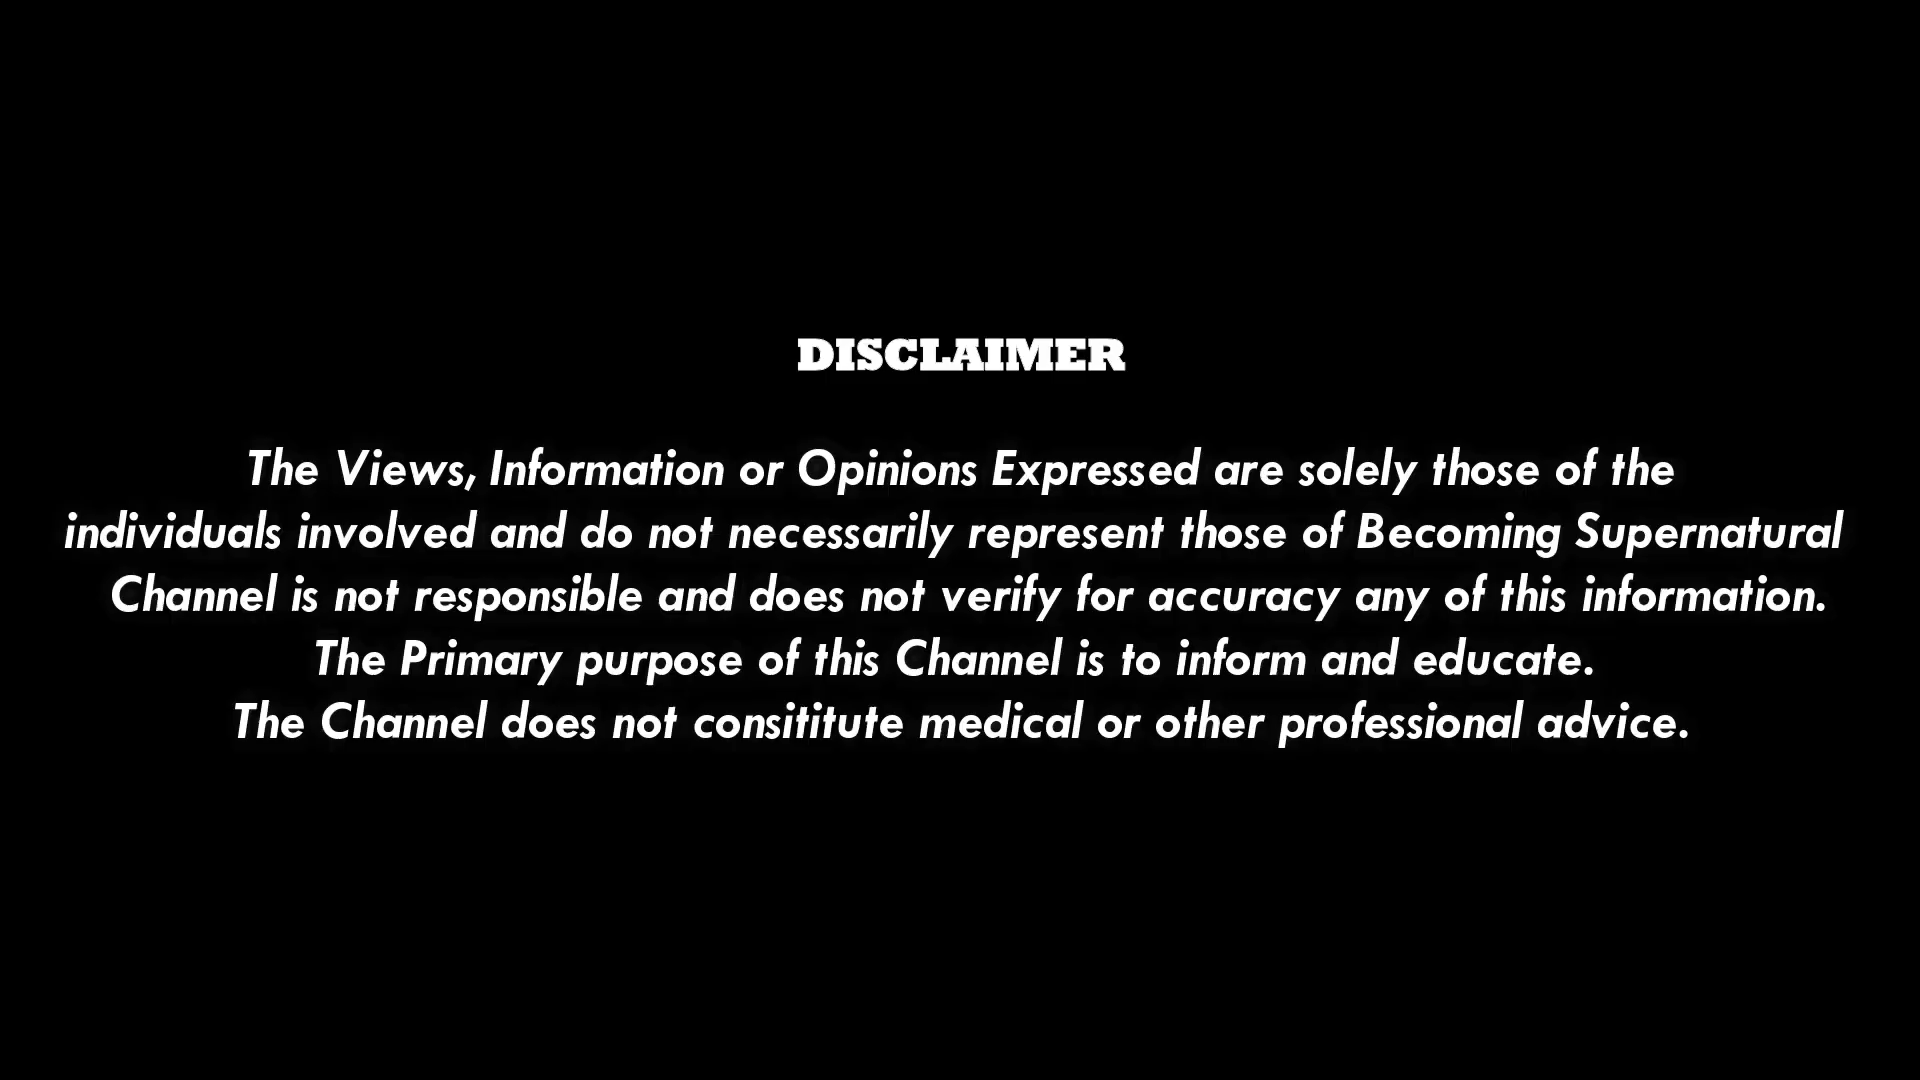 DISCLAIMER
The Views, Information or Opinions Expressed are solely those of the
individuals involved and do not necessarily represent those of Becoming Supernatural
Channel is not responsible and does not verify for accuracy any of this information.
The Primary purpose of this Channel is to inform and educate.
The Channel does not consititute medical or other professional advice.